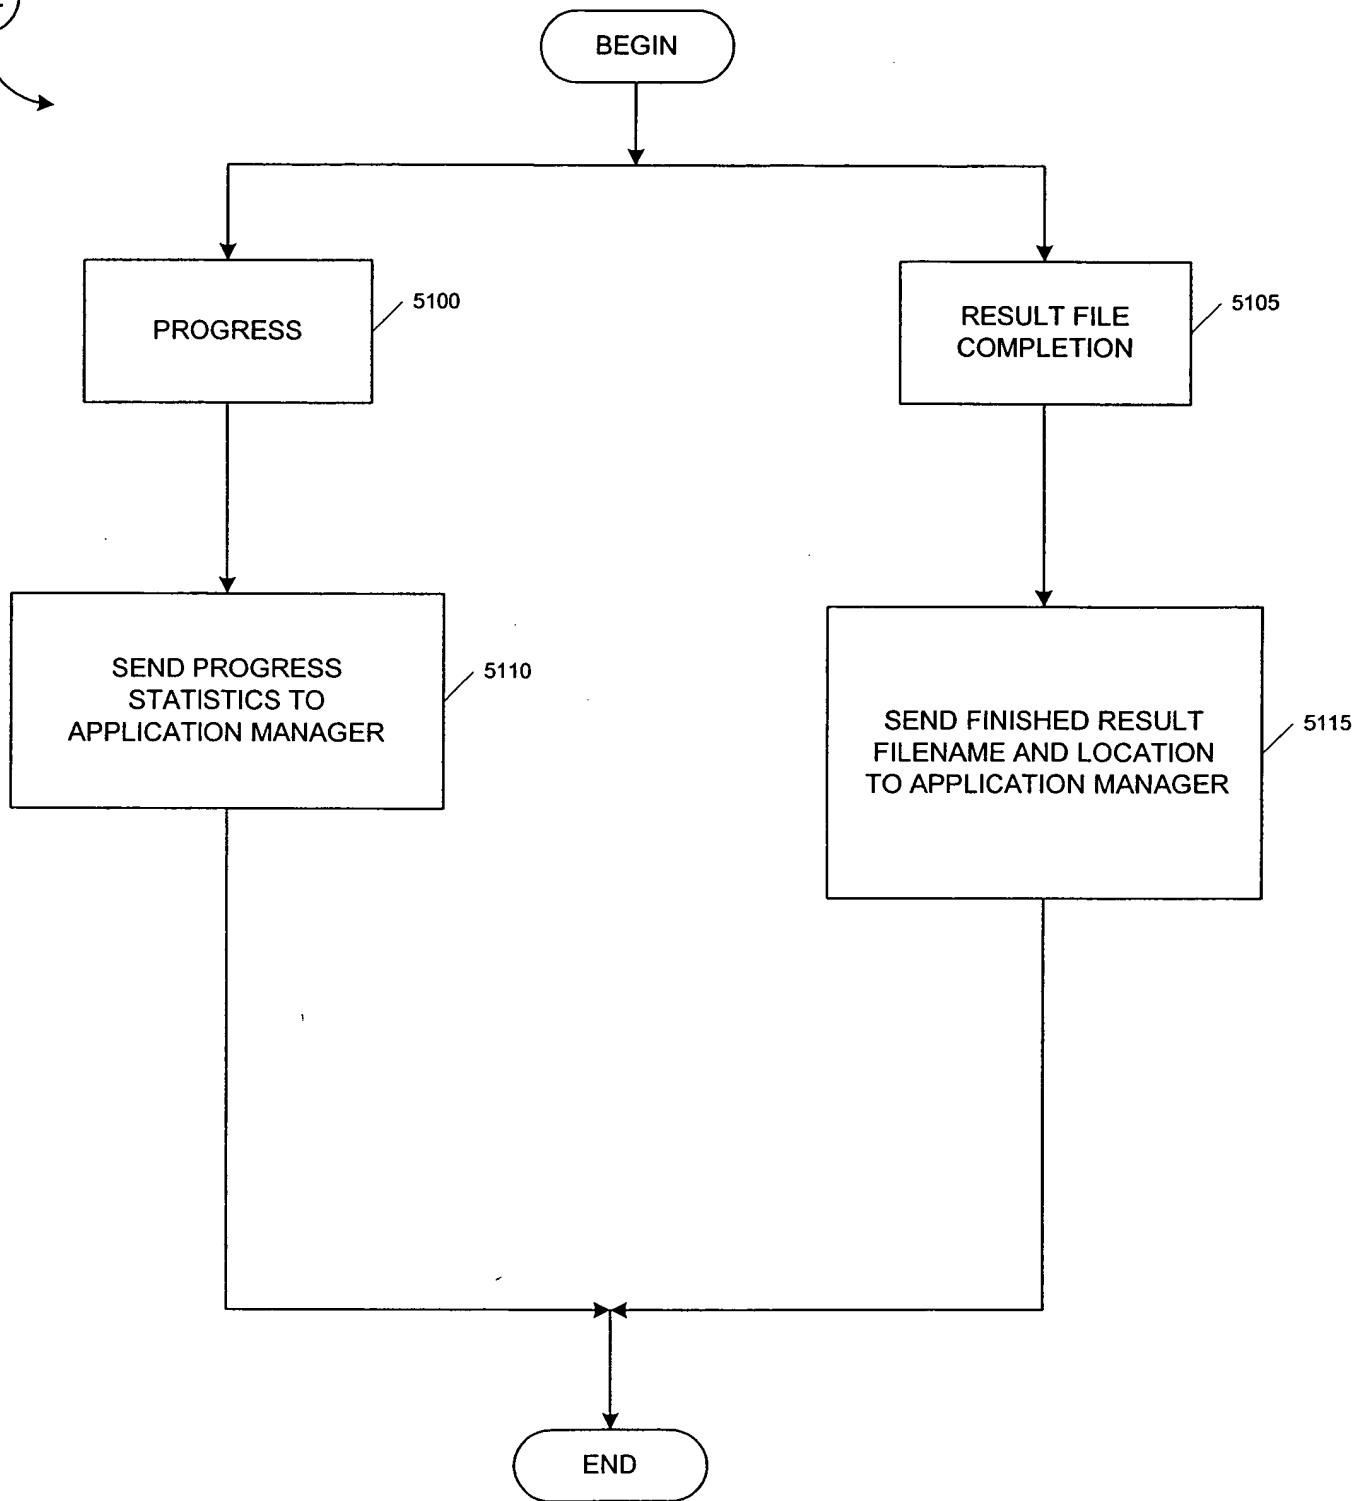 BEGIN
PROGRESS
5100
RESULT FILE
COMPLETION
5105
SEND PROGRESS
STATISTICS TO
APPLICATION MANAGER
5110
SEND FINISHED RESULT
FILENAME AND LOCATION
TO APPLICATION MANAGER
5115
END